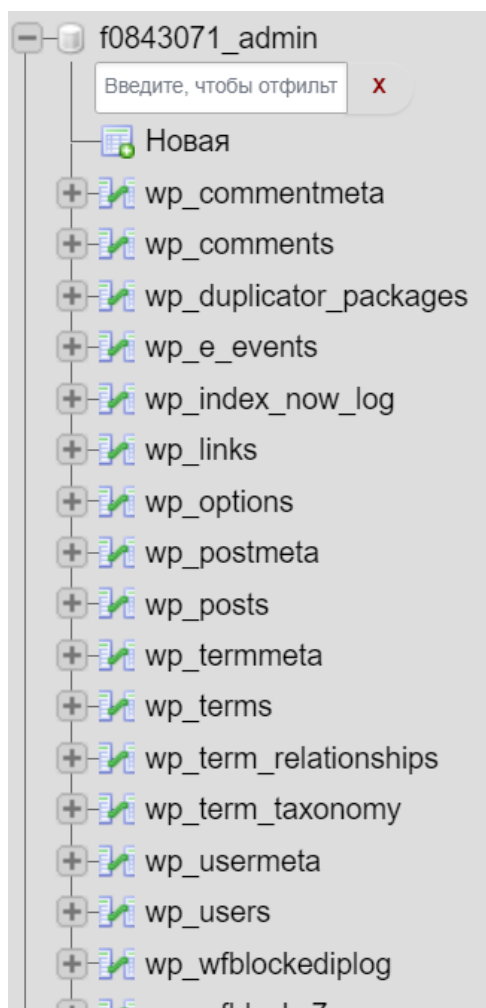 f0843071_admin
Введите, чтобы отфильт X
Новая
wp_commentmeta
wp_comments
wp_duplicator_packages
wp_e_events
wp_index_now_log
wp_links
wp_options
wp_postmeta
wp_posts
wp_termmeta
wp_terms
wp_term_relationships
wp_term_taxonomy
wp_usermeta
wp_users
wp_wfblockediplog